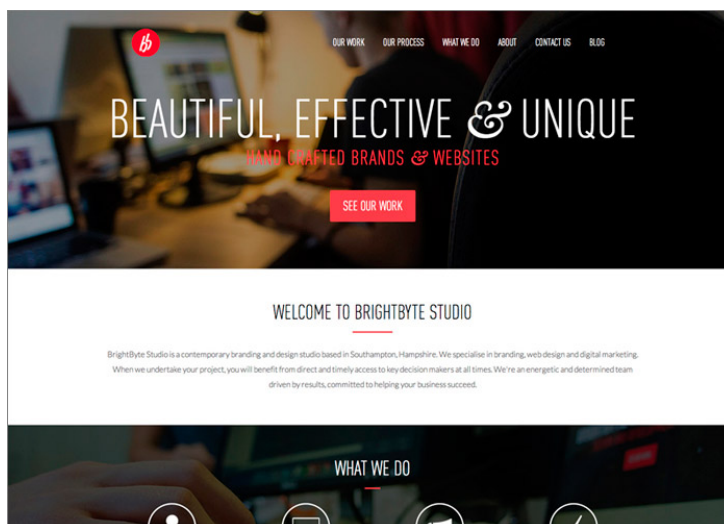 bb
OUR WORK OUR PROCESS WHAT WE DO ABOUT CONTACT US BLOG
BEAUTIFUL, EFFECTIVE & UNIQUE
HAND CRAFTED BRANDS & WEBSITES
SEE OUR WORK
WELCOME TO BRIGHTBYTE STUDIO
BrightByte Studio is a contemporary branding and design studio based in Southampton, Hampshire. We specialise in branding, web design and digital marketing.
When we undertake your project, you will benefit from direct and timely access to key decision makers at all times. We're an energetic and determined team
driven by results, committed to helping your business succeed.
WHAT WE DO